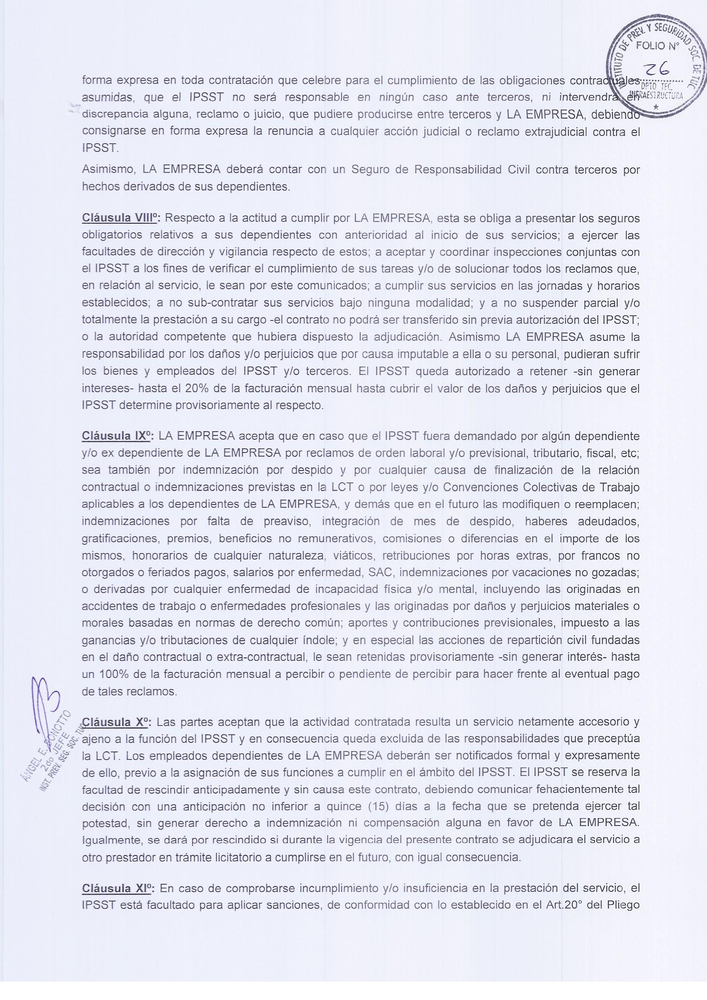 INSTITUTO DE PREV. Y SEGURIDAD SOC. DE TUC
FOLIO Nº
26
DPTO TEC.
INFRAESTRUCTURA
forma expresa en toda contratación que celebre para el cumplimiento de las obligaciones contractuales
asumidas, que el IPSST no será responsable en ningún caso ante terceros, ni intervendrá en
discrepancia alguna, reclamo o juicio, que pudiere producirse entre terceros y LA EMPRESA, debiendo
consignarse en forma expresa la renuncia a cualquier acción judicial o reclamo extrajudicial contra el
IPSST.
Asimismo, LA EMPRESA deberá contar con un Seguro de Responsabilidad Civil contra terceros por
hechos derivados de sus dependientes.
Cláusula VIIIº: Respecto a la actitud a cumplir por LA EMPRESA, esta se obliga a presentar los seguros
obligatorios relativos a sus dependientes con anterioridad al inicio de sus servicios; a ejercer las
facultades de dirección y vigilancia respecto de estos; a aceptar y coordinar inspecciones conjuntas con
el IPSST a los fines de verificar el cumplimiento de sus tareas y/o de solucionar todos los reclamos que,
en relación al servicio, le sean por este comunicados; a cumplir sus servicios en las jornadas y horarios
establecidos; a no sub-contratar sus servicios bajo ninguna modalidad; y a no suspender parcial y/o
totalmente la prestación a su cargo -el contrato no podrá ser transferido sin previa autorización del IPSST;
o la autoridad competente que hubiera dispuesto la adjudicación. Asimismo LA EMPRESA asume la
responsabilidad por los daños y/o perjuicios que por causa imputable a ella o su personal, pudieran sufrir
los bienes y empleados del IPSST y/o terceros. El IPSST queda autorizado a retener -sin generar
intereses- hasta el 20% de la facturación mensual hasta cubrir el valor de los daños y perjuicios que el
IPSST determine provisoriamente al respecto.
Cláusula IXº: LA EMPRESA acepta que en caso que el IPSST fuera demandado por algún dependiente
y/o ex dependiente de LA EMPRESA por reclamos de orden laboral y/o previsional, tributario, fiscal, etc;
sea también por indemnización por despido y por cualquier causa de finalización de la relación
contractual o indemnizaciones previstas en la LCT o por leyes y/o Convenciones Colectivas de Trabajo
aplicables a los dependientes de LA EMPRESA, y demás que en el futuro las modifiquen o reemplacen;
indemnizaciones por falta de preaviso, integración de mes de despido, haberes adeudados,
gratificaciones, premios, beneficios no remunerativos, comisiones o diferencias en el importe de los
mismos, honorarios de cualquier naturaleza, viáticos, retribuciones por horas extras, por francos no
otorgados o feriados pagos, salarios por enfermedad, SAC, indemnizaciones por vacaciones no gozadas;
o derivadas por cualquier enfermedad de incapacidad física y/o mental, incluyendo las originadas en
accidentes de trabajo o enfermedades profesionales y las originadas por daños y perjuicios materiales o
morales basadas en normas de derecho común; aportes y contribuciones previsionales, impuesto a las
ganancias y/o tributaciones de cualquier índole; y en especial las acciones de repartición civil fundadas
en el daño contractual o extra-contractual, le sean retenidas provisoriamente -sin generar interés- hasta
un 100% de la facturación mensual a percibir o pendiente de percibir para hacer frente al eventual pago
de tales reclamos.
Cláusula Xº: Las partes aceptan que la actividad contratada resulta un servicio netamente accesorio y
ajeno a la función del IPSST y en consecuencia queda excluida de las responsabilidades que preceptúa
la LCT. Los empleados dependientes de LA EMPRESA deberán ser notificados formal y expresamente
de ello, previo a la asignación de sus funciones a cumplir en el ámbito del IPSST. El IPSST se reserva la
facultad de rescindir anticipadamente y sin causa este contrato, debiendo comunicar fehacientemente tal
decisión con una anticipación no inferior a quince (15) días a la fecha que se pretenda ejercer tal
potestad, sin generar derecho a indemnización ni compensación alguna en favor de LA EMPRESA.
Igualmente, se dará por rescindido si durante la vigencia del presente contrato se adjudicara el servicio a
otro prestador en trámite licitatorio a cumplirse en el futuro, con igual consecuencia.
Cláusula XIº: En caso de comprobarse incumplimiento y/o insuficiencia en la prestación del servicio, el
IPSST está facultado para aplicar sanciones, de conformidad con lo establecido en el Art.20° del Pliego
ÁNGEL E. DONOTTO
2do JEFE
INST. PREV. SEG. SOC. TUC.